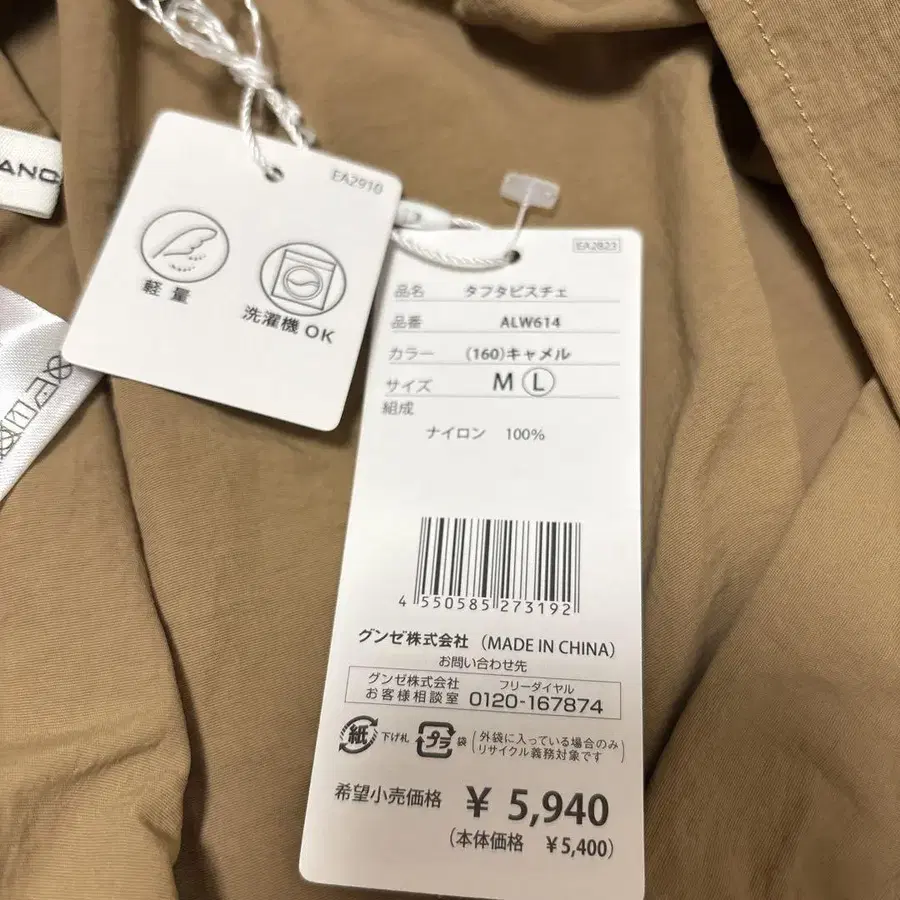 ANC
EA2910
軽量
洗濯機OK
EA2823
品名 タフタビスチェ
品番 ALW614
カラー (160)キャメル
サイズ M L
組成
ナイロン 100%
4 550585 273192
グンゼ株式会社 (MADE IN CHINA)
お問い合わせ先
グンゼ株式会社 フリーダイヤル
お客様相談室 0120-167874
紙 下げ札 プラ 袋 (外袋に入っている場合のみ
リサイクル義務対象です)
希望小売価格 ¥ 5,940
(本体価格 ¥5,400)